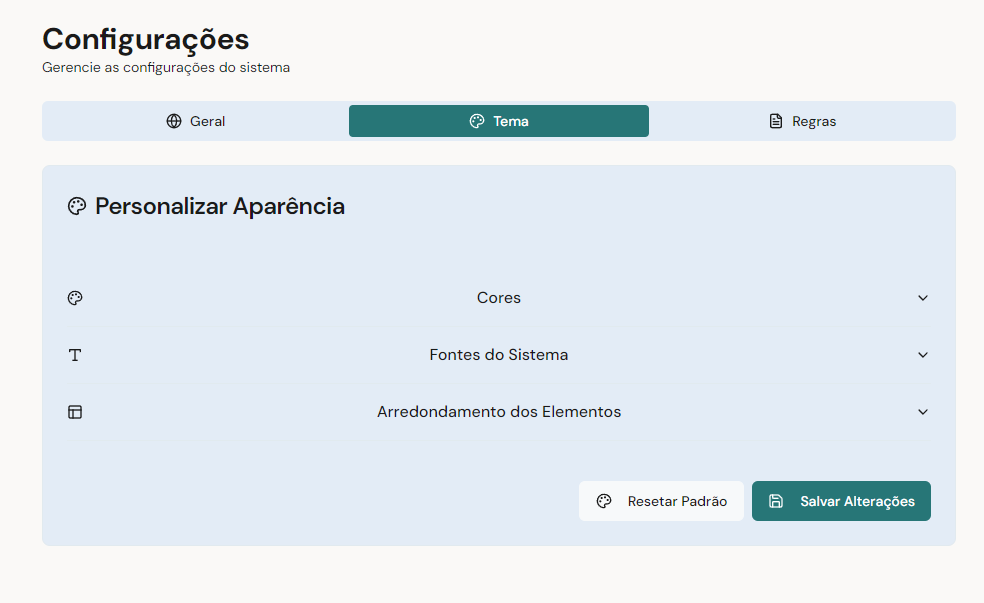 Configurações
Gerencie as configurações do sistema
Geral
Tema
Regras
Personalizar Aparência
Cores
Fontes do Sistema
Arredondamento dos Elementos
Resetar Padrão
Salvar Alterações